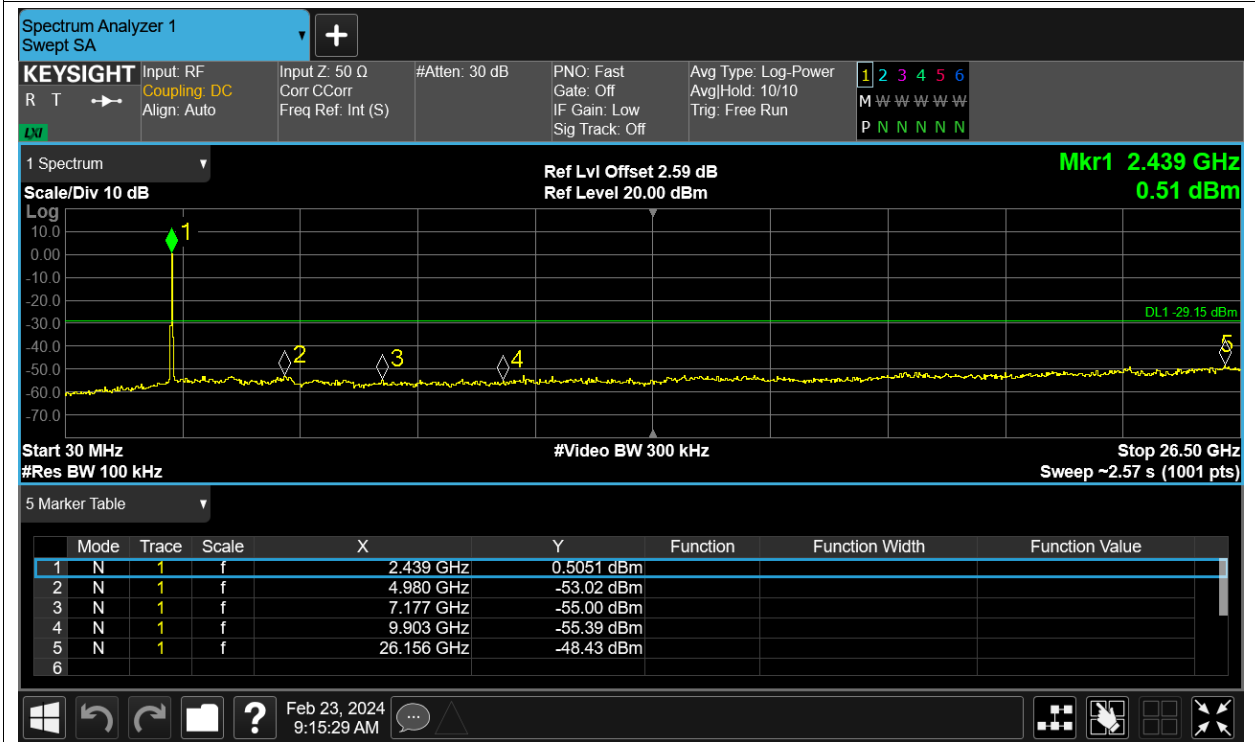 Spectrum Analyzer 1
Swept SA
+
KEYSIGHT Input: RF Input Z: 50 Ω #Atten: 30 dB PNO: Fast Avg Type: Log-Power 1 2 3 4 5 6
R T Coupling: DC Corr CCorr Gate: Off Avg|Hold: 10/10 M W W W W W
Align: Auto Freq Ref: Int (S) IF Gain: Low Trig: Free Run
LXI Sig Track: Off P N N N N N
1 Spectrum Ref Lvl Offset 2.59 dB Mkr1 2.439 GHz
Scale/Div 10 dB Ref Level 20.00 dBm 0.51 dBm
Log
10.0 1
0.00
-10.0
-20.0
DL1 -29.15 dBm
-30.0
-40.0 2 3 4 5
-50.0
-60.0
-70.0
Start 30 MHz #Video BW 300 kHz Stop 26.50 GHz
#Res BW 100 kHz Sweep ~2.57 s (1001 pts)
5 Marker Table
Mode Trace Scale X Y Function Function Width Function Value
1 N 1 f 2.439 GHz 0.5051 dBm
2 N 1 f 4.980 GHz -53.02 dBm
3 N 1 f 7.177 GHz -55.00 dBm
4 N 1 f 9.903 GHz -55.39 dBm
5 N 1 f 26.156 GHz -48.43 dBm
6
? Feb 23, 2024
9:15:29 AM